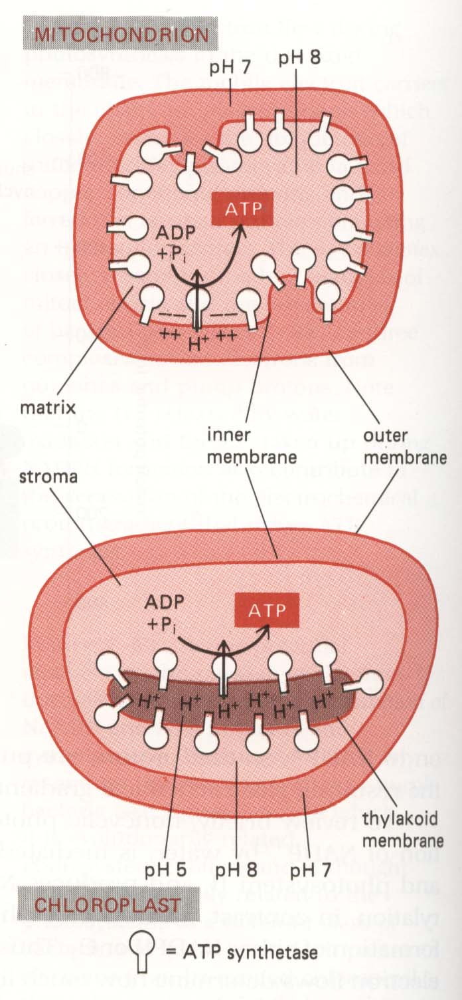 MITOCHONDRION
pH 7
pH 8
ATP
ADP
+Pi
++ H+ ++
matrix
inner
membrane
outer
membrane
stroma
ADP
+Pi
ATP
H+ H+ H+ H+ H+ H+
thylakoid
membrane
pH 5
pH 8
pH 7
CHLOROPLAST
= ATP synthetase